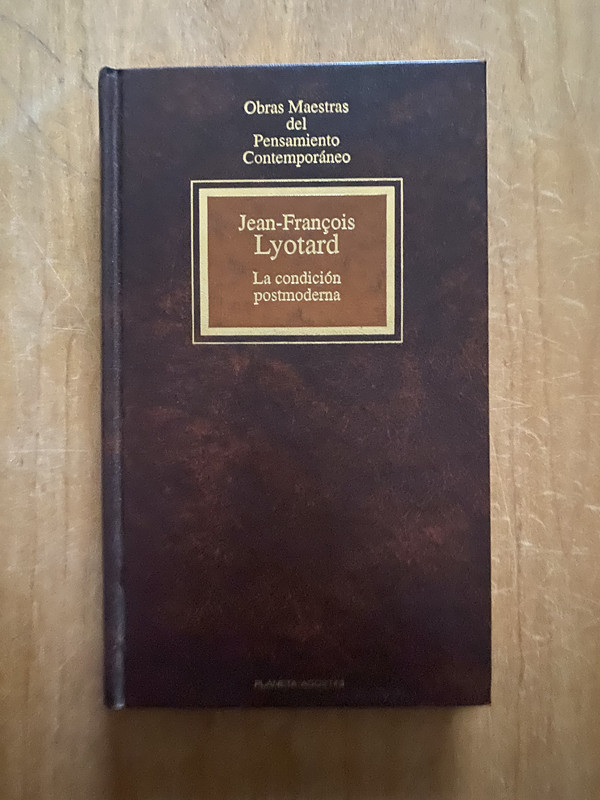 Obras Maestras
del
Pensamiento
Contemporáneo
Jean-François
Lyotard
La condición
postmoderna
PLANETA-AGOSTINI